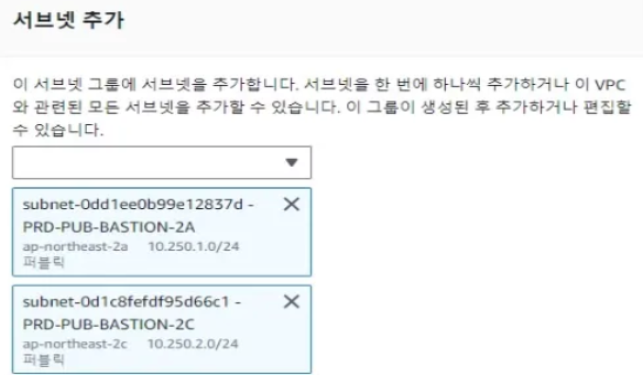 서브넷 추가
이 서브넷 그룹에 서브넷을 추가합니다. 서브넷을 한 번에 하나씩 추가하거나 이 VPC
와 관련된 모든 서브넷을 추가할 수 있습니다. 이 그룹이 생성된 후 추가하거나 편집할
수 있습니다.
subnet-0dd1ee0b99e12837d -
PRD-PUB-BASTION-2A
ap-northeast-2a 10.250.1.0/24
퍼블릭
subnet-0d1c8fefdf95d66c1 -
PRD-PUB-BASTION-2C
ap-northeast-2c 10.250.2.0/24
퍼블릭